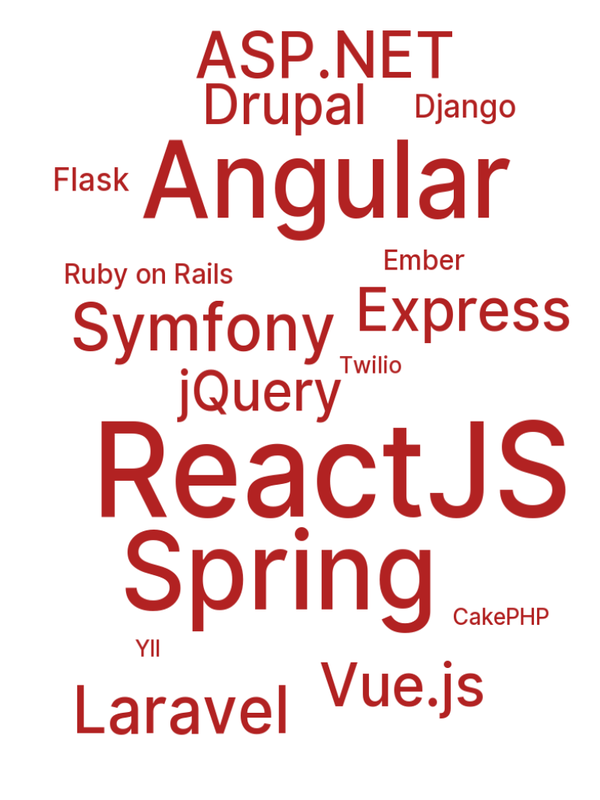 ASP.NET
Drupal
Django
Angular
Flask
Ember
Ruby on Rails
Express
Symfony
Twilio
jQuery
ReactJS
Spring
CakePHP
YII
Vue.js
Laravel